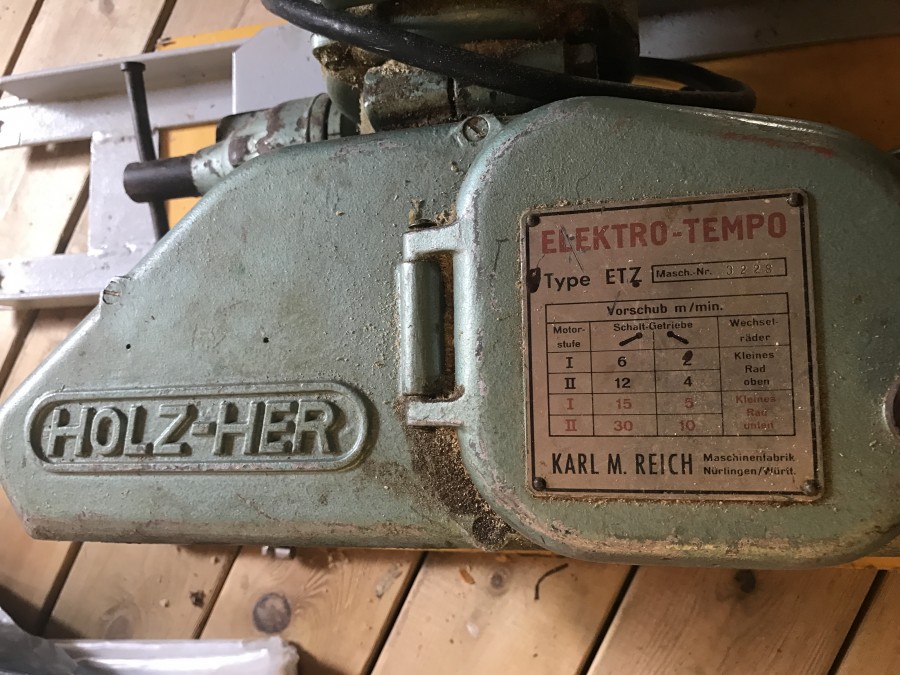 HOLZ-HER
ELEKTRO-TEMPO
Type ETZ Masch.-Nr. 3229
Vorschub m/min.
Motor-stufe Schalt-Getriebe Wechsel-räder
I 6 2 Kleines Rad oben
II 12 4
I 15 5 Kleines Rad unten
II 30 10
KARL M. REICH Maschinenfabrik
Nürtingen/Württ.